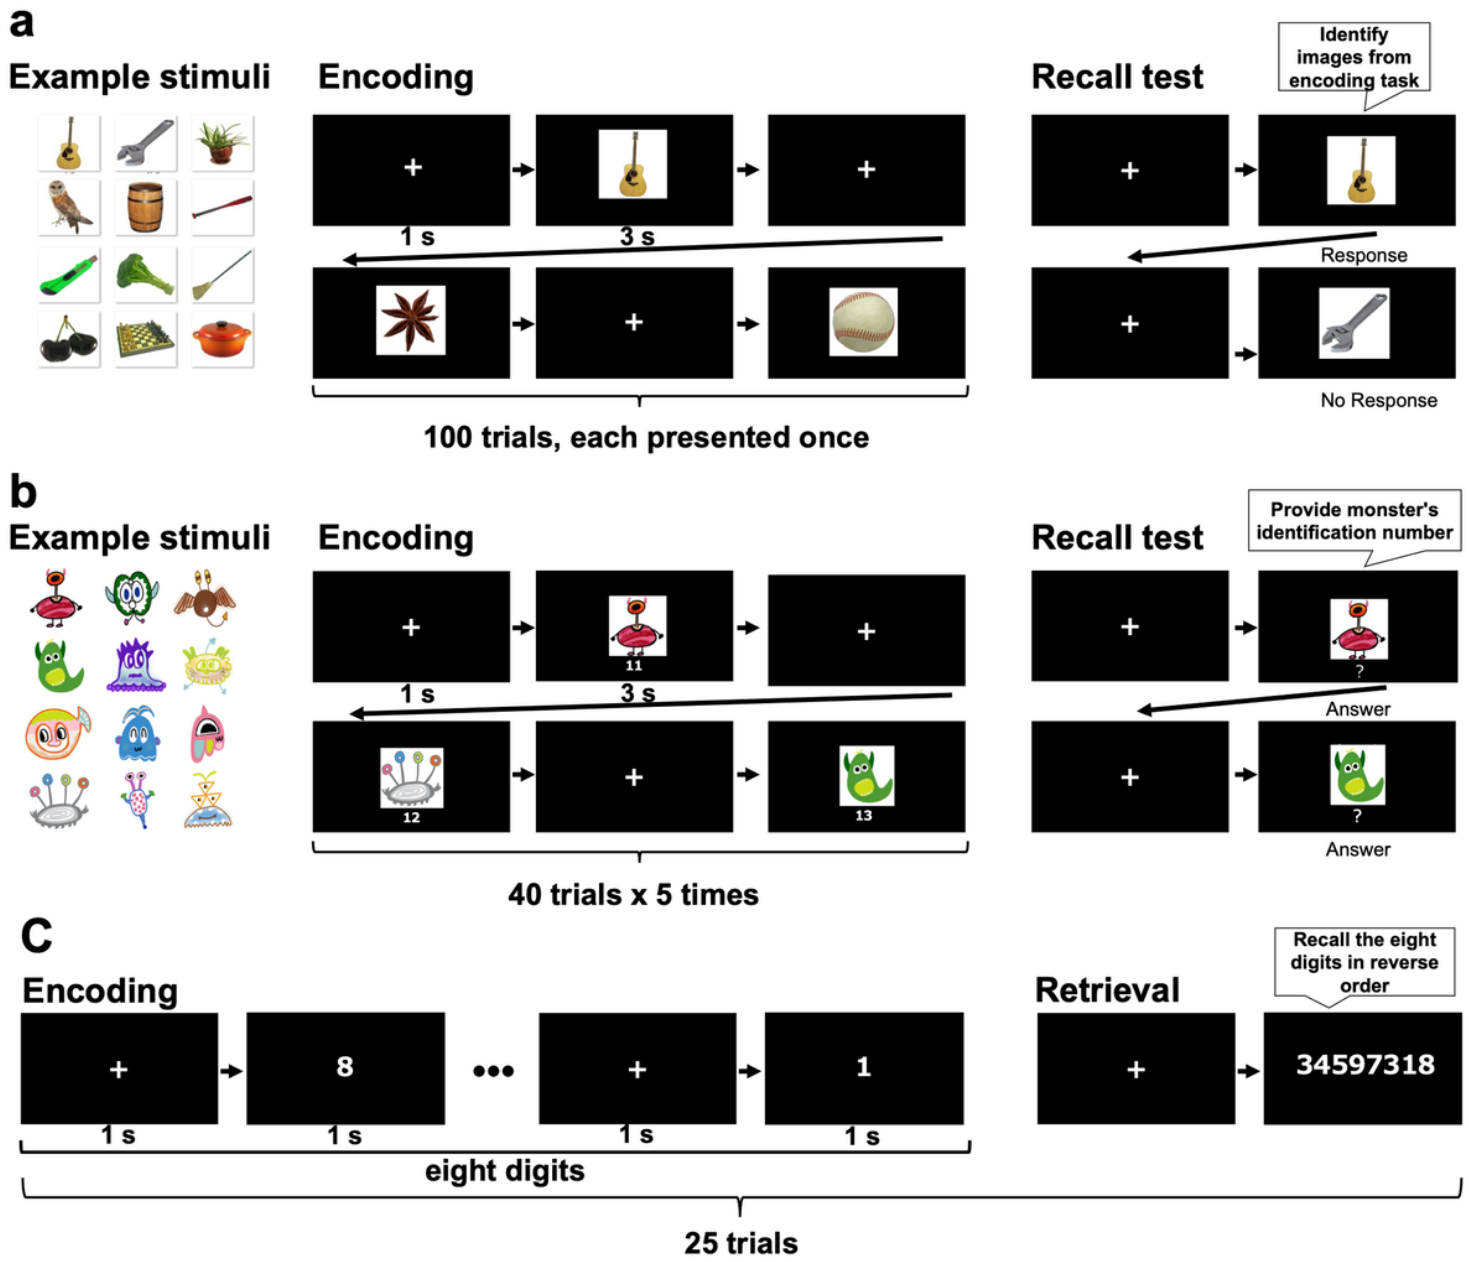 a
Identify
images from
encoding task
Example stimuli
Encoding
Recall test
1 s
3 s
Response
No Response
100 trials, each presented once
b
Provide monster's
identification number
Example stimuli
Encoding
Recall test
11
?
1 s
3 s
Answer
12
13
?
Answer
40 trials x 5 times
C
Recall the eight
digits in reverse
order
Encoding
Retrieval
8
1
34597318
1 s
1 s
1 s
1 s
eight digits
25 trials